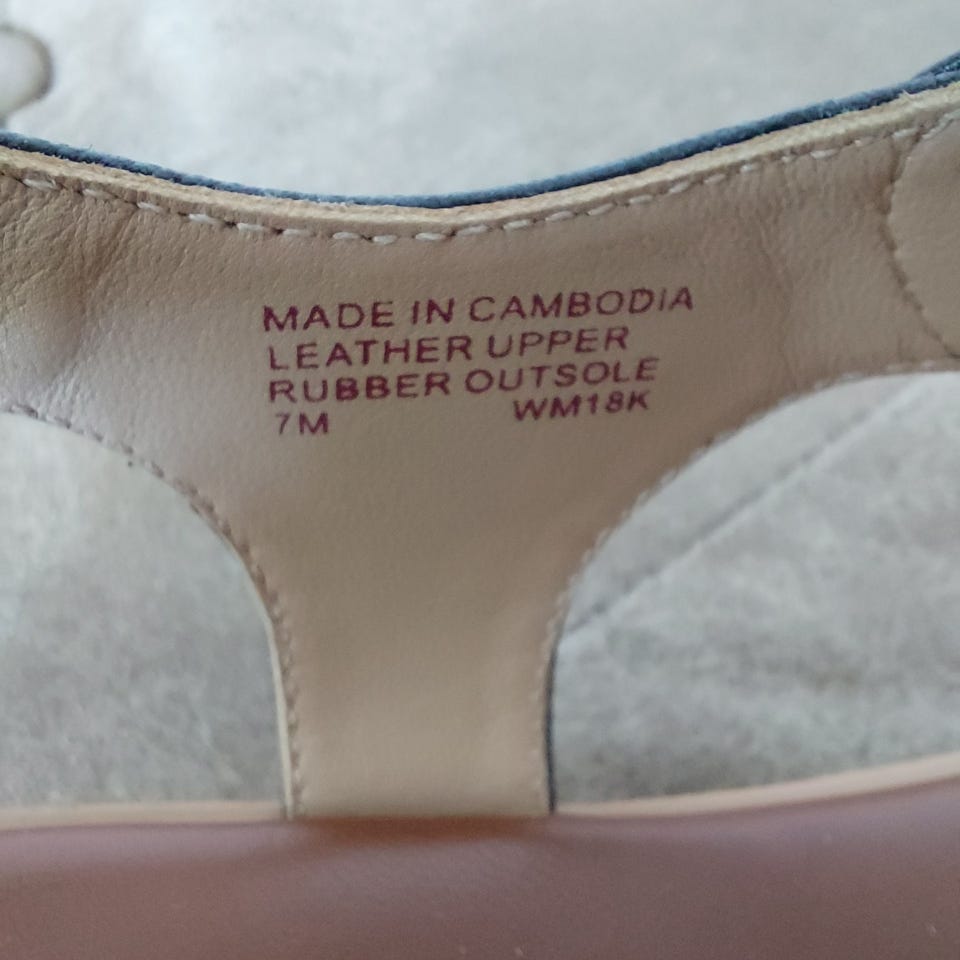 MADE IN CAMBODIA
LEATHER UPPER
RUBBER OUTSOLE
7M WM18K